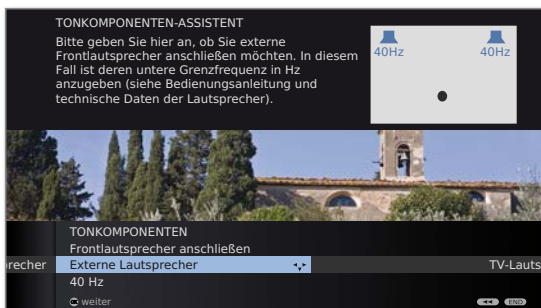 TONKOMPONENTEN-ASSISTENT
Bitte geben Sie hier an, ob Sie externe
Frontlautsprecher anschließen möchten. In diesem
Fall ist deren untere Grenzfrequenz in Hz
anzugeben (siehe Bedienungsanleitung und
technische Daten der Lautsprecher).
40Hz 40Hz
TONKOMPONENTEN
Frontlautsprecher anschließen
recher Externe Lautsprecher TV-Lauts
40 Hz
OK weiter END